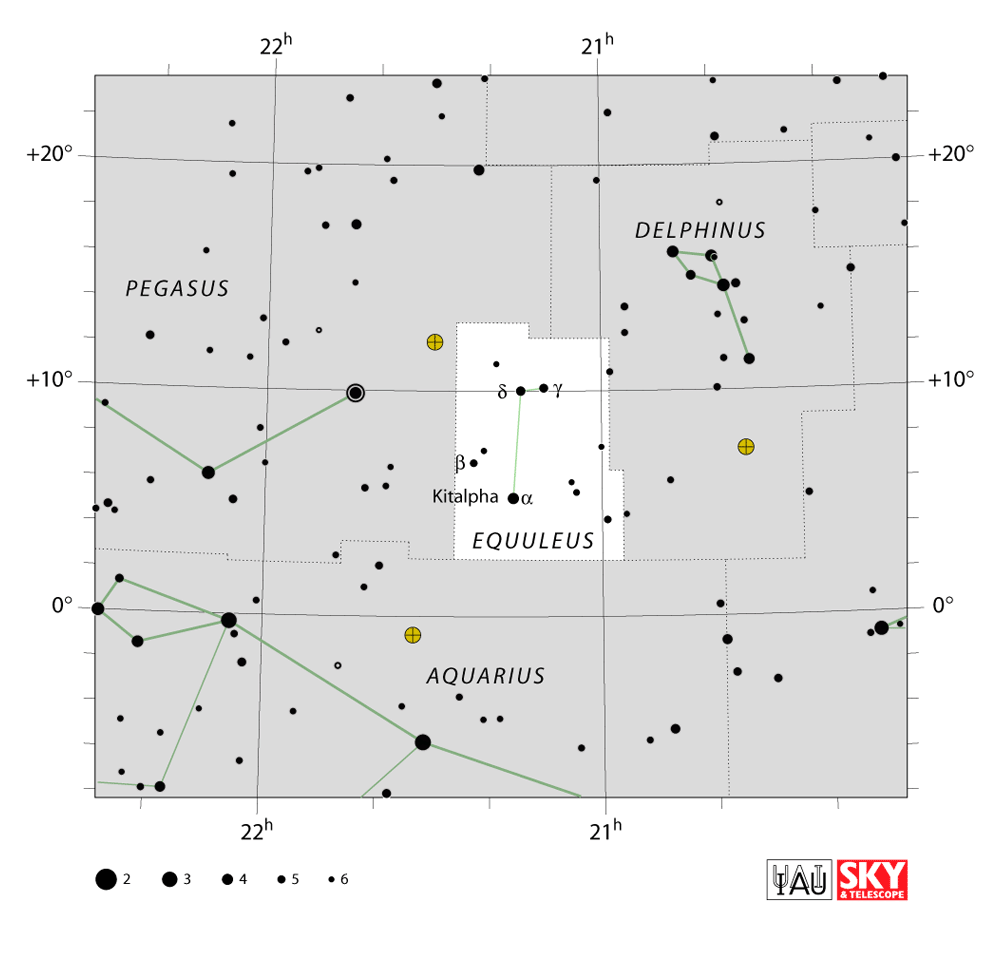 22h 21h
+20° +20°
DELPHINUS
PEGASUS
+10° +10°
δ γ
β
Kitalpha α
EQUULEUS
0° 0°
AQUARIUS
22h 21h
2 3 4 5 6
IAU
SKY
& TELESCOPE